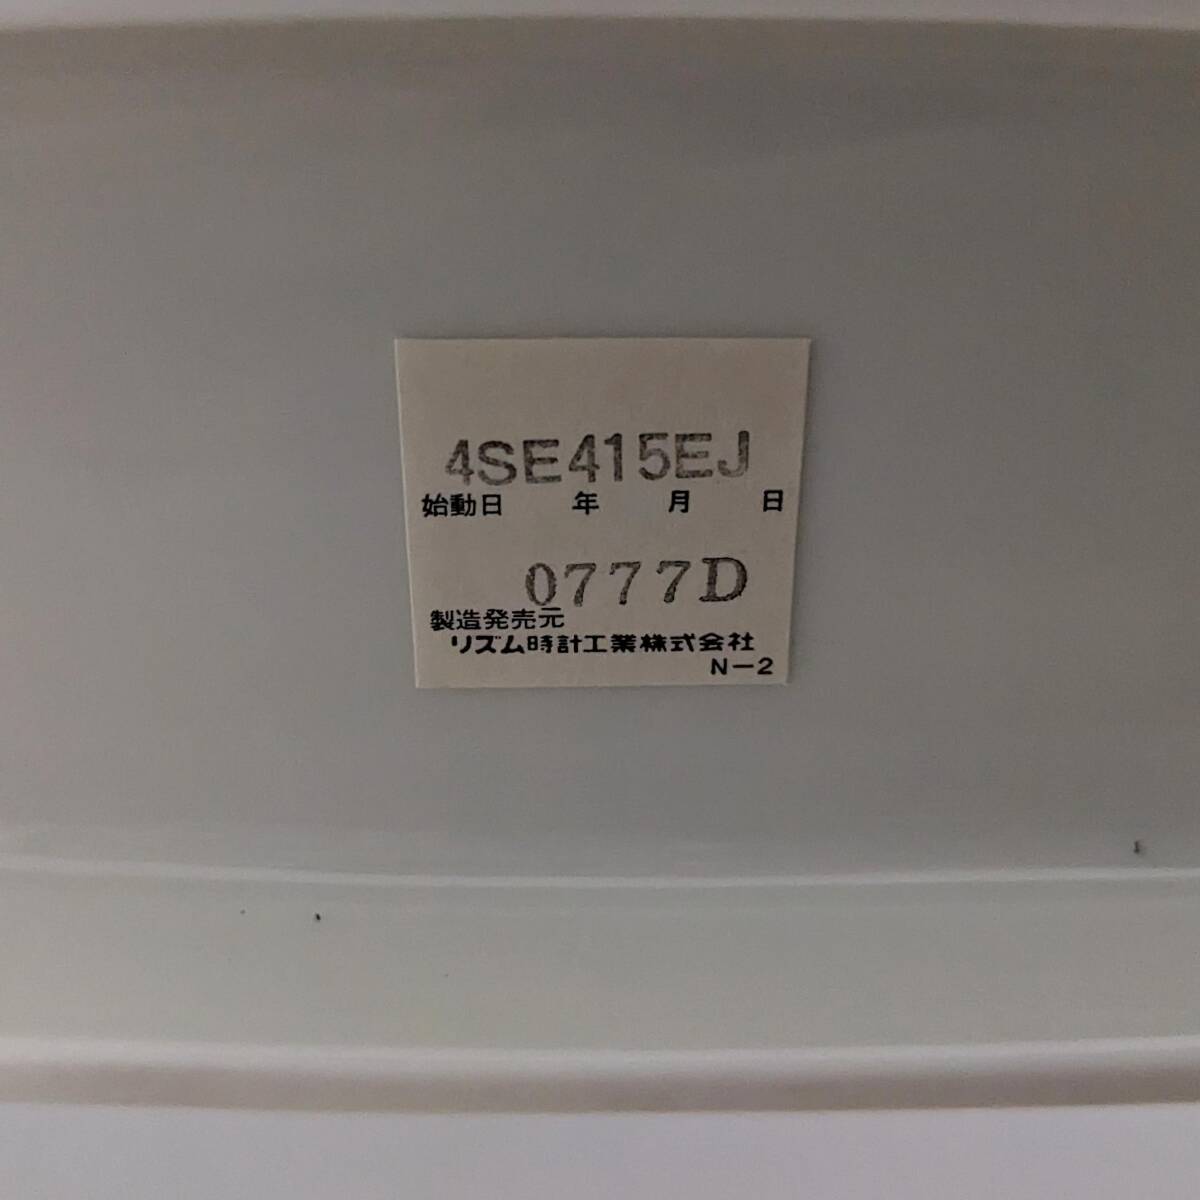 4SE415EJ
始動日 年 月 日
0777D
製造発売元
リズム時計工業株式会社
N-2